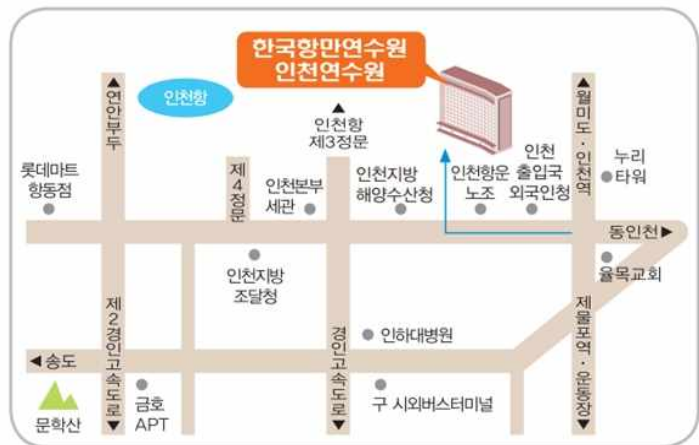 한국항만연수원
인천연수원
▲연안부두
인천항
▲
인천항
제3정문
▲월미도·인천역
롯데마트
항동점
제4정문
인천본부
세관
인천지방
해양수산청
인천항운
노조
인천
출입국
외국인청
누리
타워
동인천▶
인천지방
조달청
율목교회
제2경인고속도로▼
경인고속도로▼
제물포역·운동장▼
인하대병원
◀송도
문학산
금호
APT
구 시외버스터미널